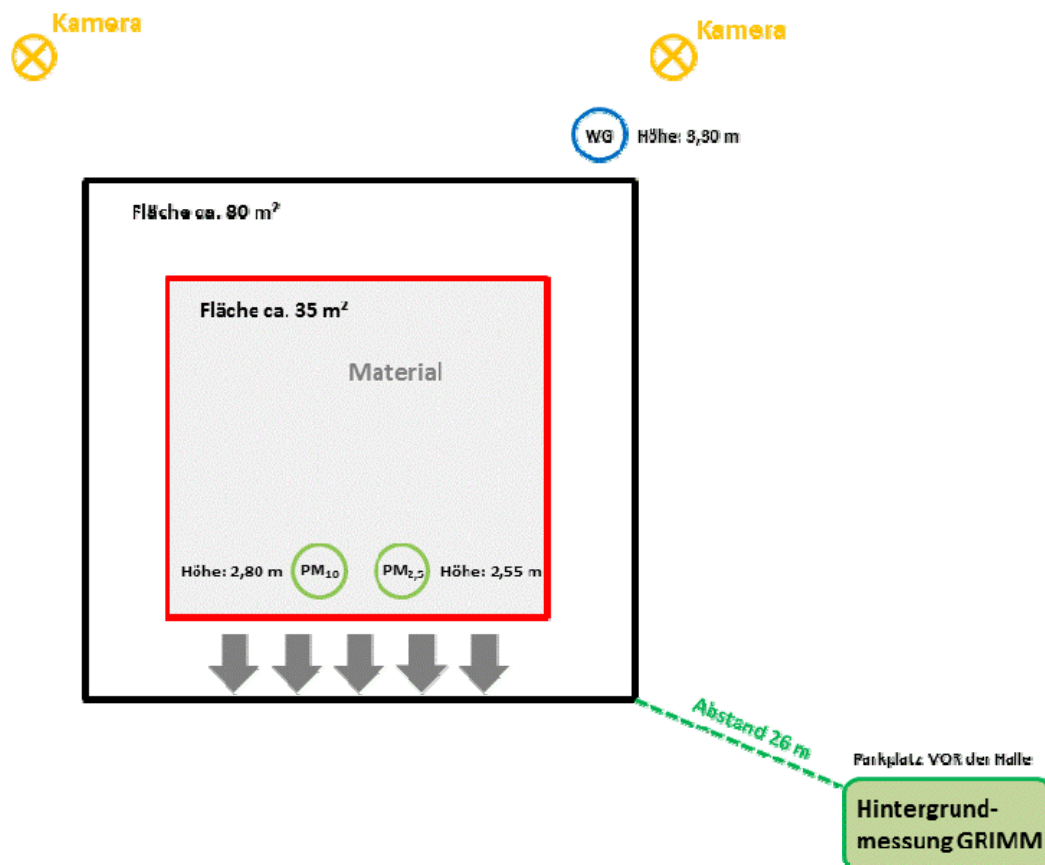 Kamera
Kamera
WG Höhe: 3,30 m
Fläche ca. 80 m²
Fläche ca. 35 m²
Material
Höhe: 2,80 m PM₁₀ PM₂,₅ Höhe: 2,55 m
Abstand 26 m
Parkplatz VOR der Halle
Hintergrund-
messung GRIMM